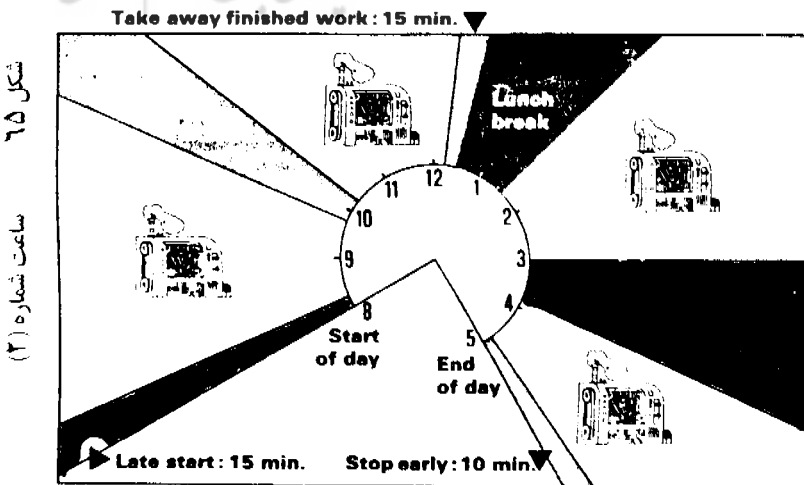 Take away finished work : 15 min.
Lunch
break
12
1
2
3
4
5
8
9
10
11
Start
of day
End
of day
Late start : 15 min.
Stop early : 10 min.
شکل ٦٥
ساعت شماره (٢)